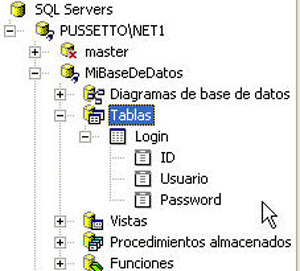 SQL Servers
PUSSETTO\NET1
master
MiBaseDeDatos
Diagramas de base de datos
Tablas
Login
ID
Usuario
Password
Vistas
Procedimientos almacenados
Funciones